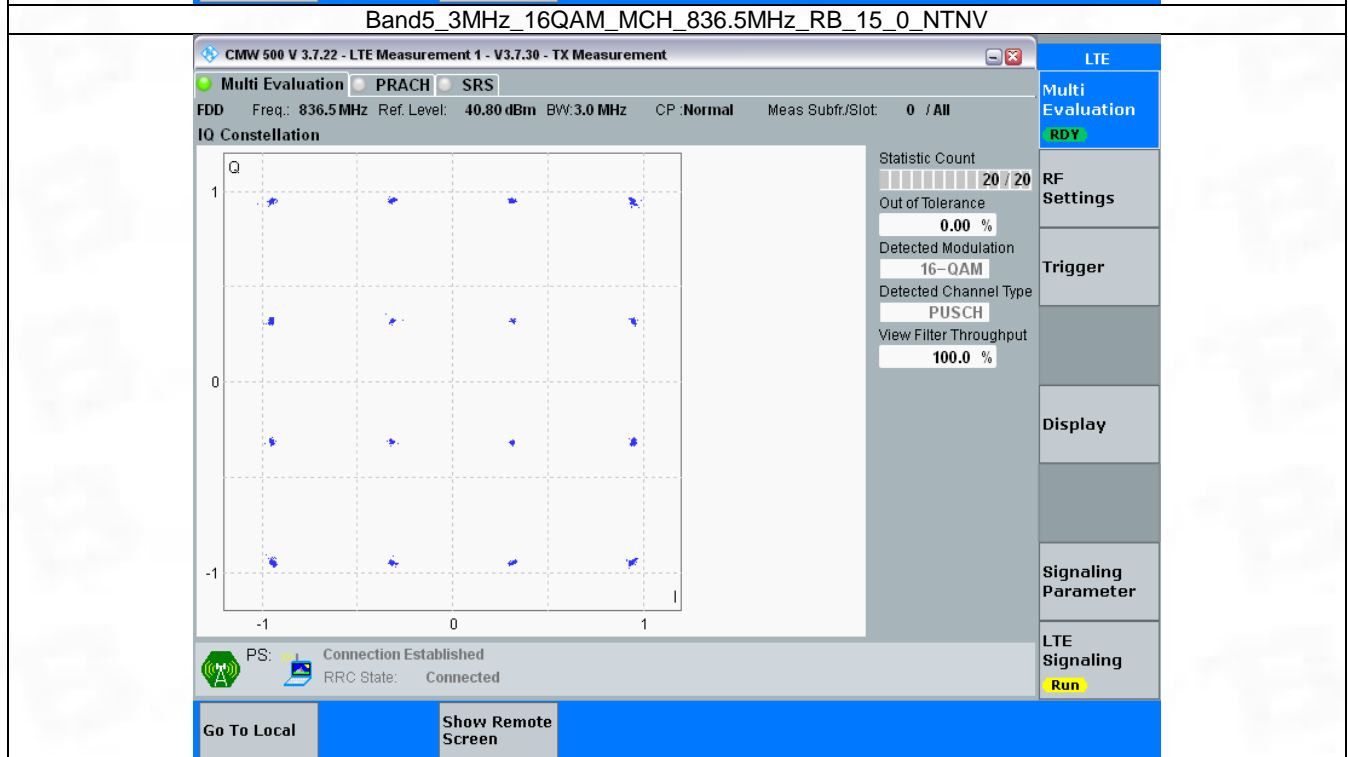 Band5_3MHz_16QAM_MCH_836.5MHz_RB_15_0_NTNV
CMW 500 V 3.7.22 - LTE Measurement 1 - V3.7.30 - TX Measurement
LTE
Multi Evaluation PRACH SRS
Multi
Evaluation
RDY
FDD Freq.: 836.5 MHz Ref. Level: 40.80 dBm BW: 3.0 MHz CP :Normal Meas Subfr./Slot: 0 / All
IQ Constellation
Q
1
0
-1
I
-1 0 1
Statistic Count
20 / 20
Out of Tolerance
0.00 %
Detected Modulation
16-QAM
Detected Channel Type
PUSCH
View Filter Throughput
100.0 %
RF
Settings
Trigger
Display
Signaling
Parameter
LTE
Signaling
Run
PS: Connection Established
RRC State: Connected
Go To Local
Show Remote
Screen